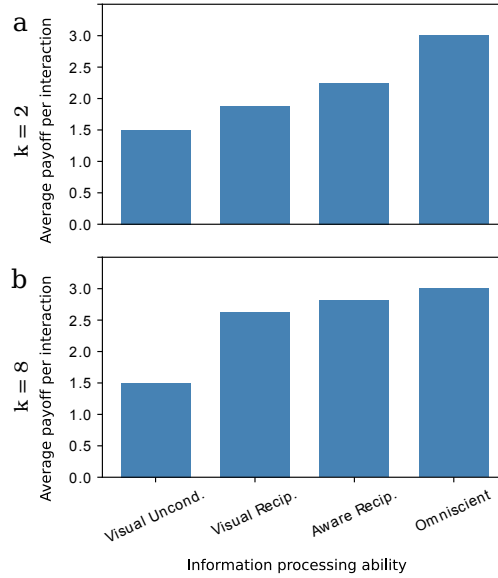 a
k = 2
Average payoff per interaction
3.0
2.5
2.0
1.5
1.0
0.5
0.0
b
k = 8
Average payoff per interaction
3.0
2.5
2.0
1.5
1.0
0.5
0.0
Visual Uncond.
Visual Recip.
Aware Recip.
Omniscient
Information processing ability